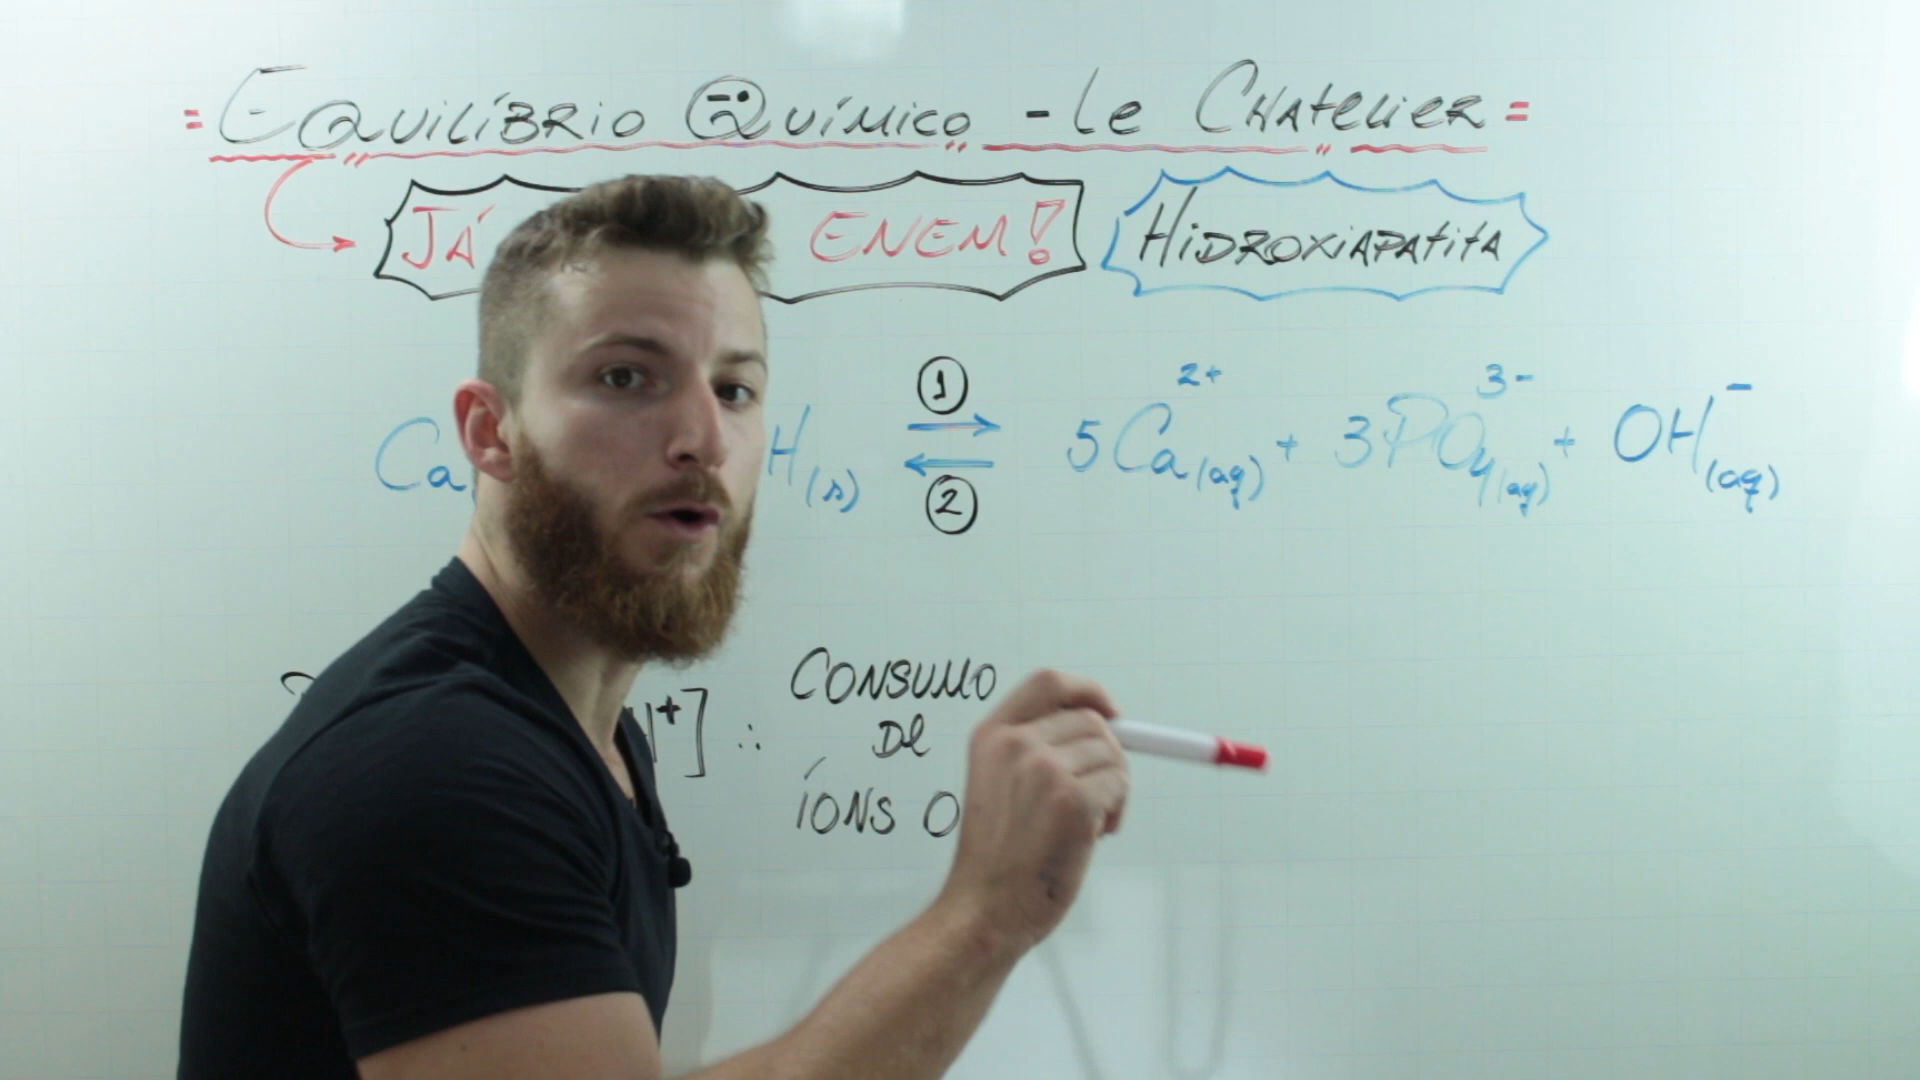 = EQUILÍBRIO QUÍMICO - Le CHATELIER =
JÁ ENEM!
HIDROXIAPATITA
1
Ca H(s) ⇌ 5Ca²⁺(aq) + 3PO₄³⁻(aq) + OH⁻(aq)
2
H⁺] ∴ CONSUMO
De
ÍONS O